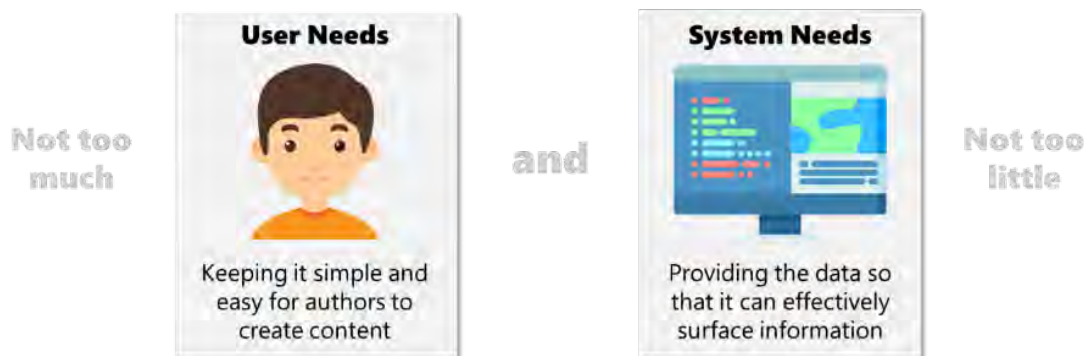 User Needs
System Needs
Not too
much
and
Not too
little
Keeping it simple and
easy for authors to
create content
Providing the data so
that it can effectively
surface information